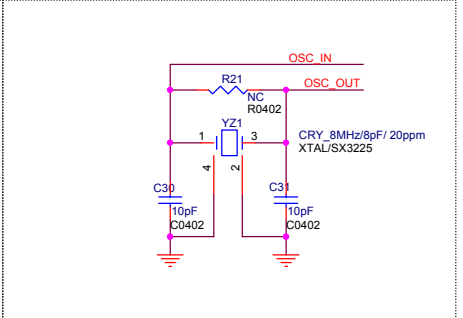 OSC_IN
R21
OSC_OUT
NC
R0402
YZ1
1
3
CRY_8MHz/8pF/ 20ppm
XTAL/SX3225
4
2
C30
C31
10pF
10pF
C0402
C0402